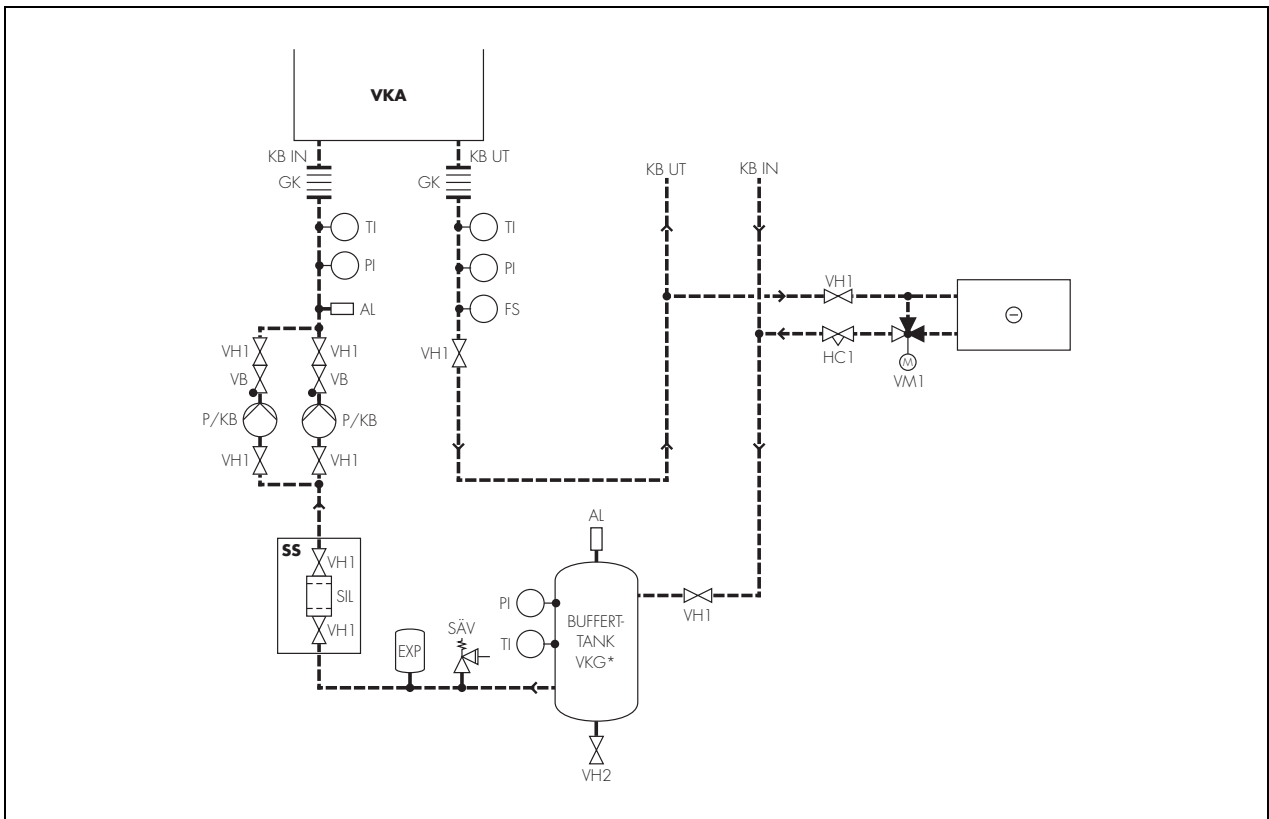 VKA
KB IN
KB UT
GK
GK
KB UT
KB IN
TI
TI
PI
PI
AL
FS
VH1
VH1
VH1
VH1
HC1
M
VM1
VB
VB
P/KB
P/KB
VH1
VH1
AL
SS
VH1
SIL
VH1
PI
TI
BUFFERT-
TANK
VKG*
VH1
SÄV
EXP
VH2